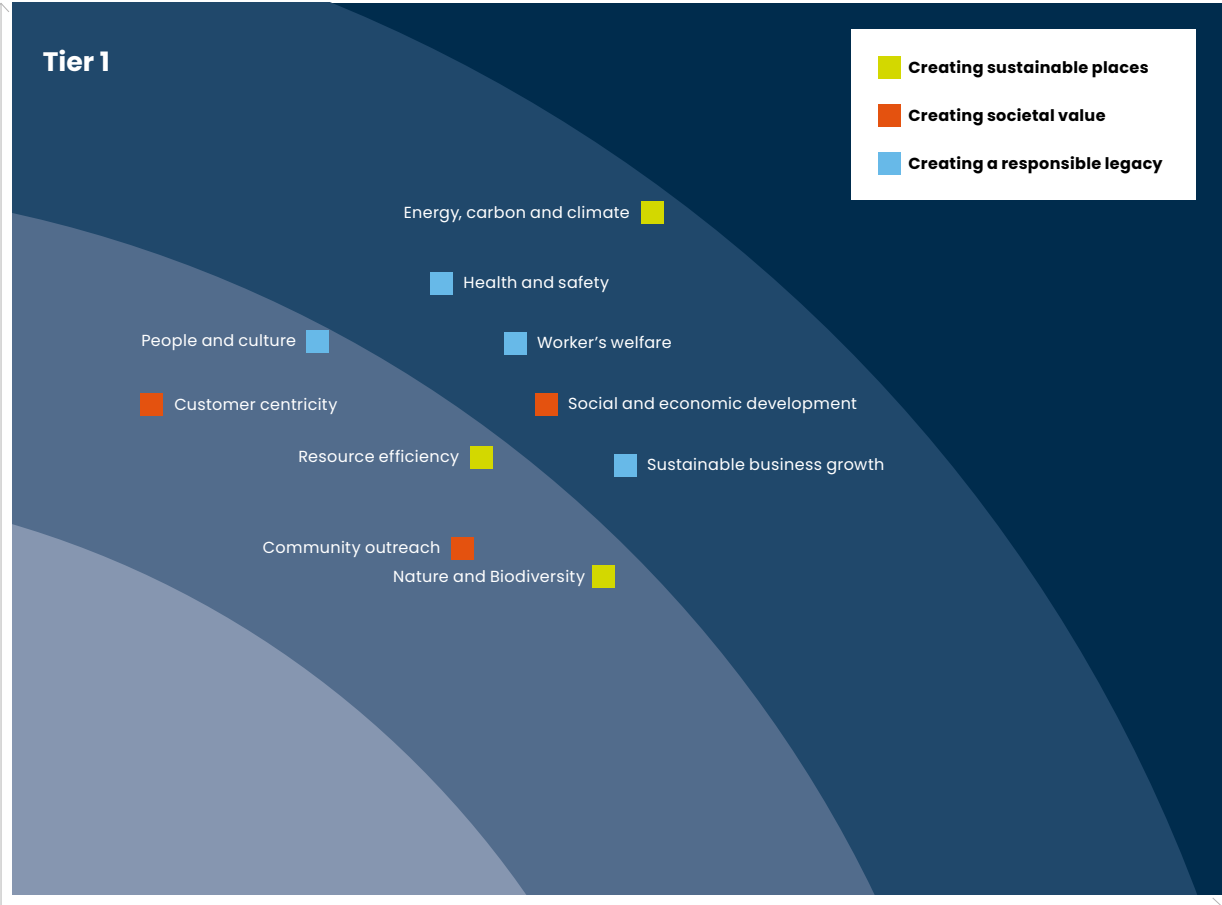 Tier 1
Creating sustainable places
Creating societal value
Creating a responsible legacy
Energy, carbon and climate
Health and safety
People and culture
Worker’s welfare
Customer centricity
Social and economic development
Resource efficiency
Sustainable business growth
Community outreach
Nature and Biodiversity